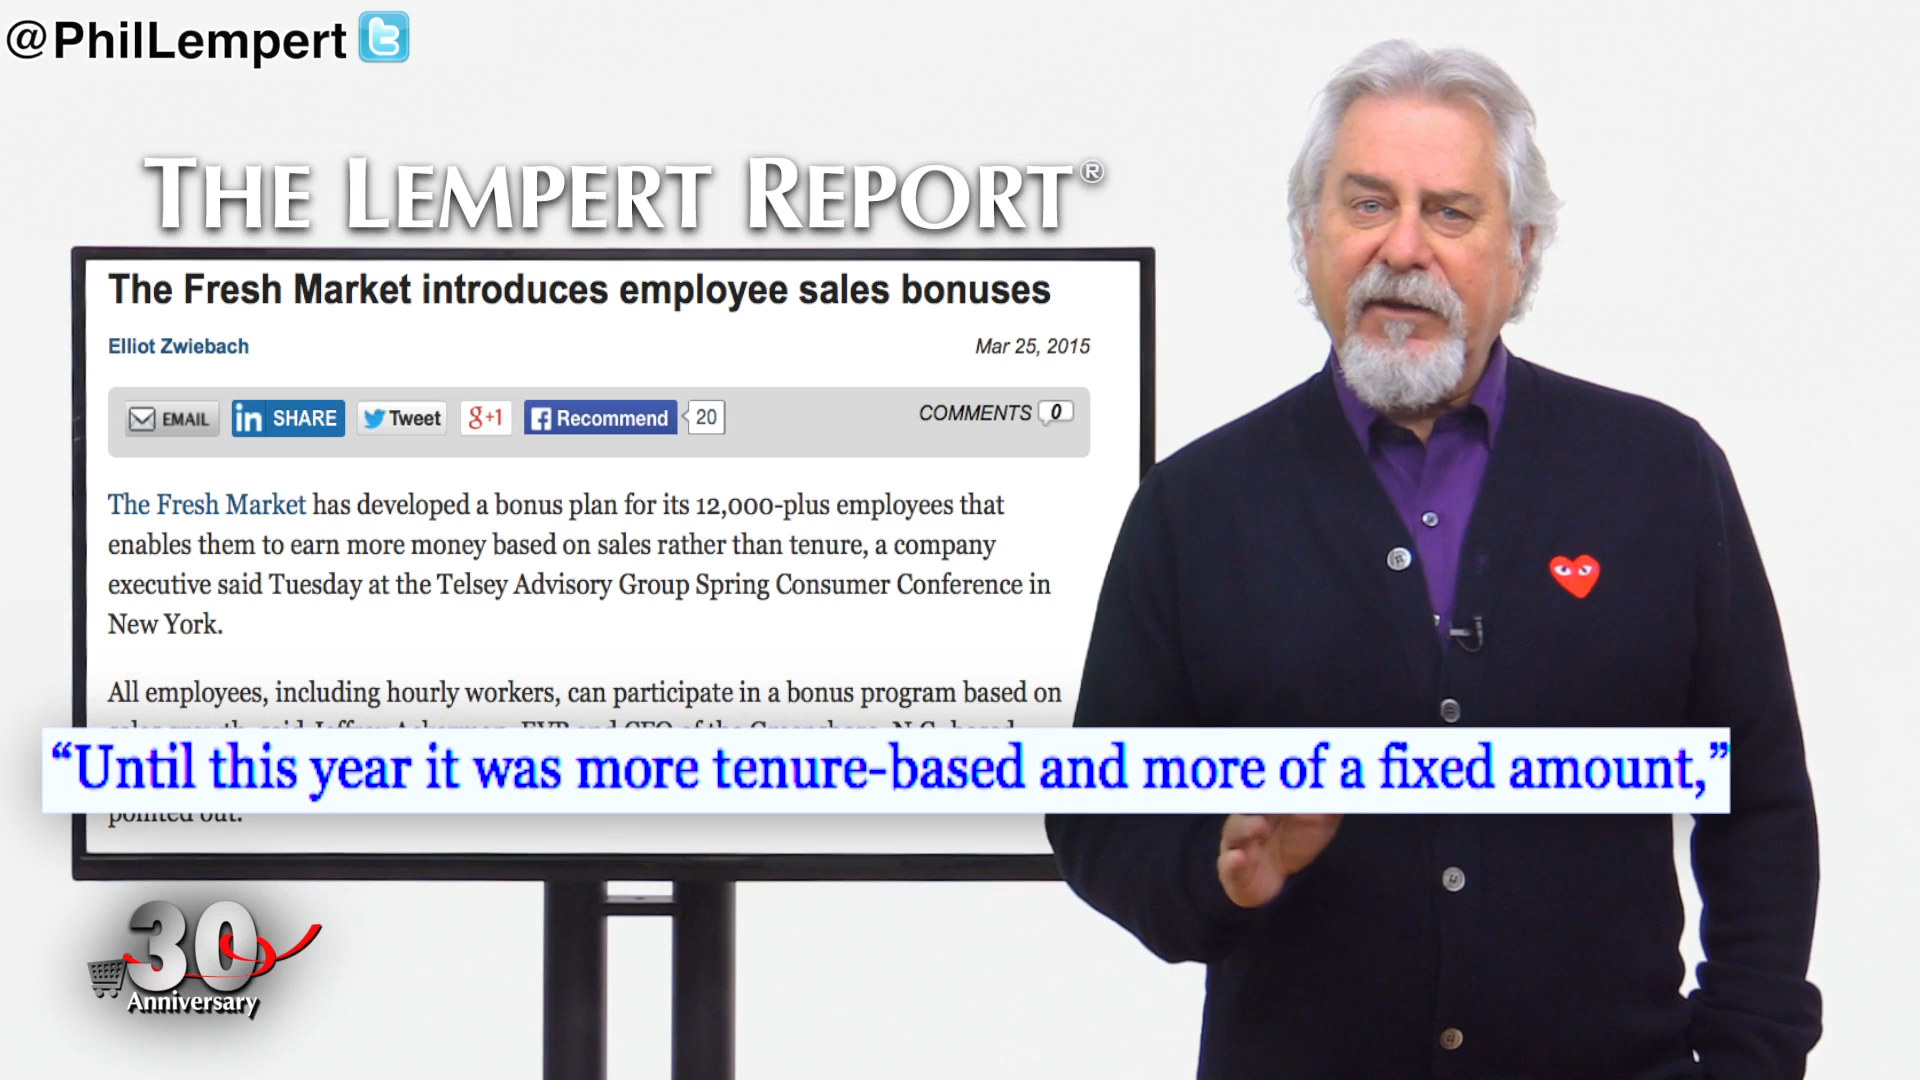 @PhilLempert
THE LEMPERT REPORT®
The Fresh Market introduces employee sales bonuses
Elliot Zwiebach
Mar 25, 2015
EMAIL
in SHARE
Tweet
g+1
f Recommend
20
COMMENTS 0
The Fresh Market has developed a bonus plan for its 12,000-plus employees that
enables them to earn more money based on sales rather than tenure, a company
executive said Tuesday at the Telsey Advisory Group Spring Consumer Conference in
New York.
All employees, including hourly workers, can participate in a bonus program based on
“Until this year it was more tenure-based and more of a fixed amount,”
pointed out.
30
Anniversary